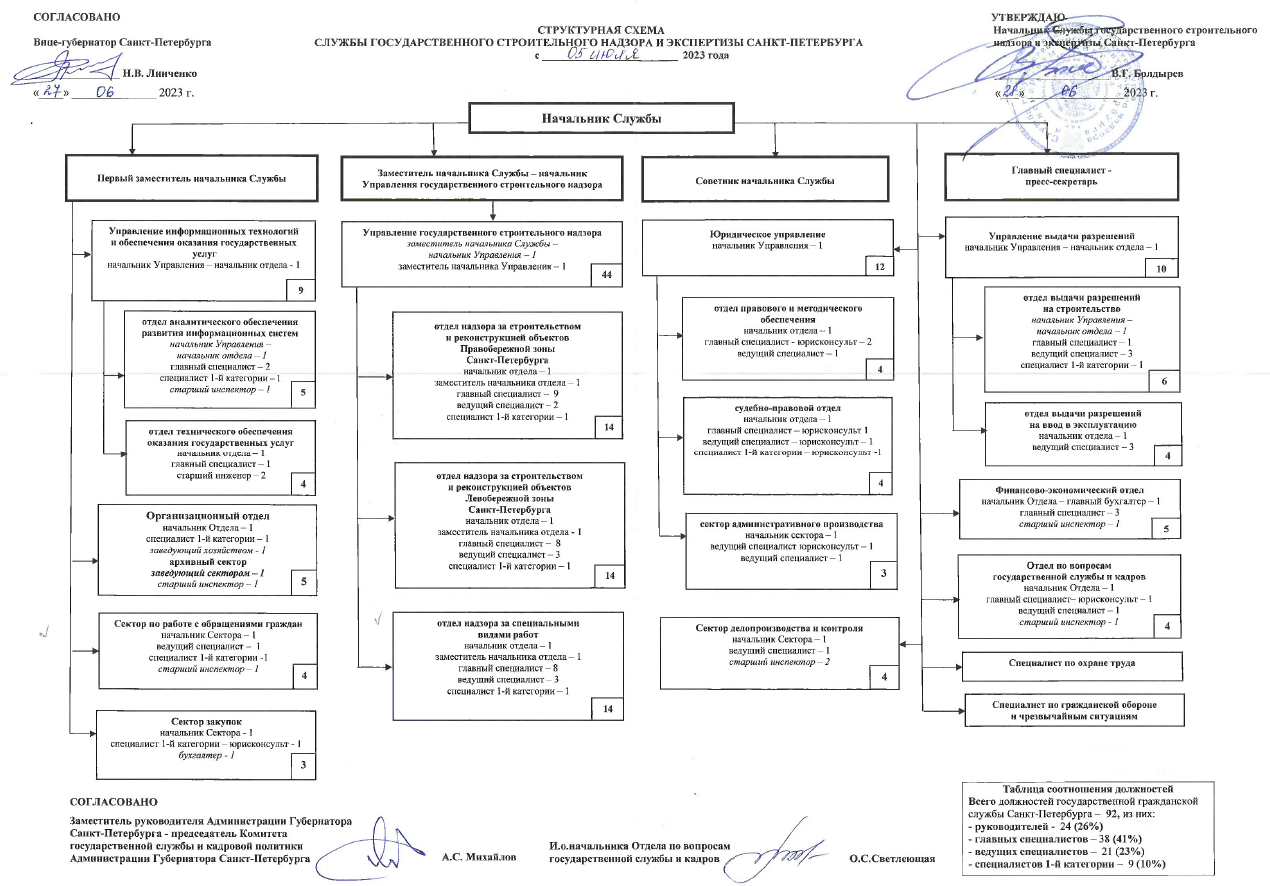 СОГЛАСОВАНО
Вице-губернатор Санкт-Петербурга
Н.В. Линченко
« 27 » 06 2023 г.
СТРУКТУРНАЯ СХЕМА
СЛУЖБЫ ГОСУДАРСТВЕННОГО СТРОИТЕЛЬНОГО НАДЗОРА И ЭКСПЕРТИЗЫ САНКТ-ПЕТЕРБУРГА
с 05 июля 2023 года
УТВЕРЖДАЮ
Начальник Службы государственного строительного
надзора и экспертизы Санкт-Петербурга
В.Г. Болдырев
« 28 » 06 2023 г.
Начальник Службы
Первый заместитель начальника Службы
Управление информационных технологий
и обеспечения оказания государственных
услуг
начальник Управления – начальник отдела - 1
9
отдел аналитического обеспечения
развития информационных систем
начальник Управления –
начальник отдела – 1
главный специалист – 2
специалист 1-й категории – 1
старший инспектор – 1
5
отдел технического обеспечения
оказания государственных услуг
начальник отдела – 1
главный специалист – 1
старший инженер – 2
4
Организационный отдел
начальник Отдела – 1
специалист 1-й категории – 1
заведующий хозяйством - 1
архивный сектор
заведующий сектором – 1
старший инспектор – 1
5
Сектор по работе с обращениями граждан
начальник Сектора – 1
ведущий специалист – 1
специалист 1-й категории -1
старший инспектор – 1
4
Сектор закупок
начальник Сектора - 1
специалист 1-й категории – юрисконсульт - 1
бухгалтер - 1
3
Заместитель начальника Службы – начальник
Управления государственного строительного надзора
Управление государственного строительного надзора
заместитель начальника Службы –
начальник Управления – 1
заместитель начальника Управления – 1
44
отдел надзора за строительством
и реконструкцией объектов
Правобережной зоны
Санкт-Петербурга
начальник отдела – 1
заместитель начальника отдела – 1
главный специалист – 9
ведущий специалист – 2
специалист 1-й категории – 1
14
отдел надзора за строительством
и реконструкцией объектов
Левобережной зоны
Санкт-Петербурга
начальник отдела – 1
заместитель начальника отдела - 1
главный специалист – 8
ведущий специалист – 3
специалист 1-й категории – 1
14
отдел надзора за специальными
видами работ
начальник отдела – 1
заместитель начальника отдела – 1
главный специалист – 8
ведущий специалист – 3
специалист 1-й категории – 1
14
Советник начальника Службы
Юридическое управление
начальник Управления – 1
12
отдел правового и методического
обеспечения
начальник отдела – 1
главный специалист - юрисконсульт – 2
ведущий специалист – 1
4
судебно-правовой отдел
начальник отдела – 1
главный специалист – юрисконсульт 1
ведущий специалист – юрисконсульт – 1
специалист 1-й категории – юрисконсульт -1
4
сектор административного производства
начальник сектора – 1
ведущий специалист юрисконсульт – 1
ведущий специалист – 1
3
Сектор делопроизводства и контроля
начальник Сектора – 1
ведущий специалист – 1
старший инспектор – 2
4
Главный специалист -
пресс-секретарь
Управление выдачи разрешений
начальник Управления – начальник отдела – 1
10
отдел выдачи разрешений
на строительство
начальник Управления –
начальник отдела – 1
главный специалист – 1
ведущий специалист – 3
специалист 1-й категории – 1
6
отдел выдачи разрешений
на ввод в эксплуатацию
начальник отдела – 1
ведущий специалист – 3
4
Финансово-экономический отдел
начальник Отдела – главный бухгалтер – 1
главный специалист – 3
старший инспектор – 1
5
Отдел по вопросам
государственной службы и кадров
начальник Отдела – 1
главный специалист– юрисконсульт – 1
ведущий специалист – 1
старший инспектор - 1
4
Специалист по охране труда
Специалист по гражданской обороне
и чрезвычайным ситуациям
СОГЛАСОВАНО
Заместитель руководителя Администрации Губернатора
Санкт-Петербурга - председатель Комитета
государственной службы и кадровой политики
Администрации Губернатора Санкт-Петербурга
А.С. Михайлов
И.о.начальника Отдела по вопросам
государственной службы и кадров
О.С.Светлеющая
Таблица соотношения должностей
Всего должностей государственной гражданской
службы Санкт-Петербурга – 92, из них:
- руководителей - 24 (26%)
- главных специалистов – 38 (41%)
- ведущих специалистов – 21 (23%)
- специалистов 1-й категории – 9 (10%)